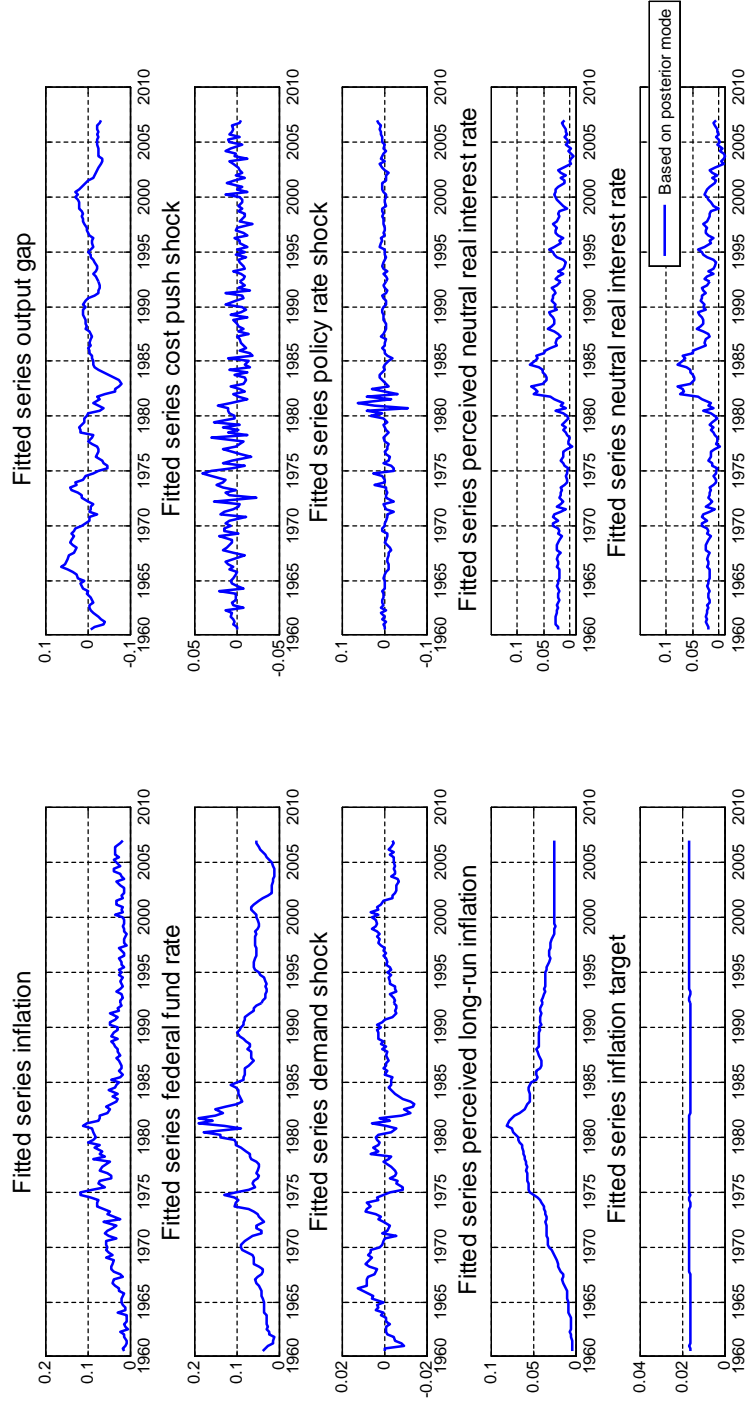 Fitted series inflation
0.2
0.1
0
1960 1965 1970 1975 1980 1985 1990 1995 2000 2005 2010
Fitted series output gap
0.1
0
-0.1
1960 1965 1970 1975 1980 1985 1990 1995 2000 2005 2010
Fitted series federal fund rate
0.2
0.1
0
1960 1965 1970 1975 1980 1985 1990 1995 2000 2005 2010
Fitted series cost push shock
0.05
0
-0.05
1960 1965 1970 1975 1980 1985 1990 1995 2000 2005 2010
Fitted series demand shock
0.02
0
-0.02
1960 1965 1970 1975 1980 1985 1990 1995 2000 2005 2010
Fitted series policy rate shock
0.1
0
-0.1
1960 1965 1970 1975 1980 1985 1990 1995 2000 2005 2010
Fitted series perceived long-run inflation
0.1
0.05
0
1960 1965 1970 1975 1980 1985 1990 1995 2000 2005 2010
Fitted series perceived neutral real interest rate
0.1
0.05
0
1960 1965 1970 1975 1980 1985 1990 1995 2000 2005 2010
Fitted series inflation target
0.04
0.02
0
1960 1965 1970 1975 1980 1985 1990 1995 2000 2005 2010
Fitted series neutral real interest rate
0.1
0.05
0
1960 1965 1970 1975 1980 1985 1990 1995 2000 2005 2010
Based on posterior mode